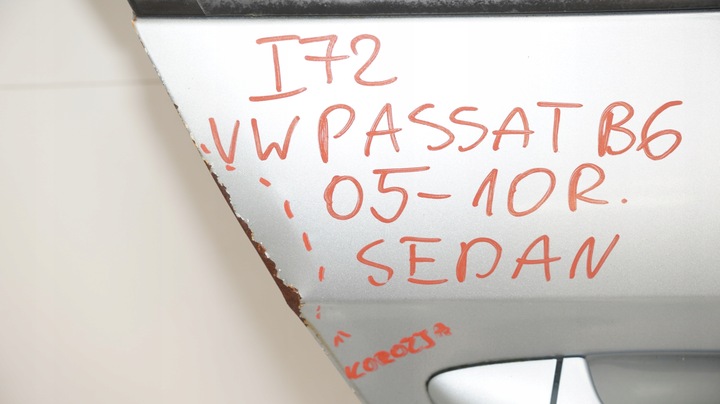 I72
VW PASSAT B6
05-10R.
SEDAN
KOROZJA